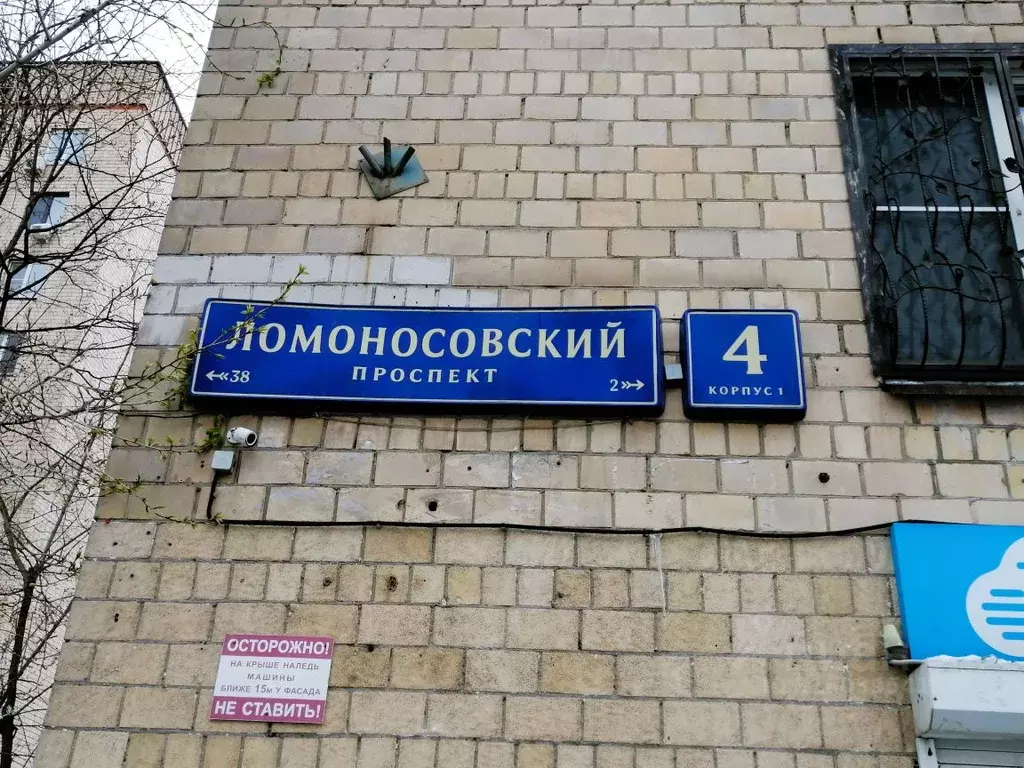 ЛОМОНОСОВСКИЙ
ПРОСПЕКТ
38
2
4
КОРПУС 1
ОСТОРОЖНО!
НА КРЫШЕ НАЛЕДЬ
МАШИНЫ
БЛИЖЕ 15м У ФАСАДА
НЕ СТАВИТЬ!